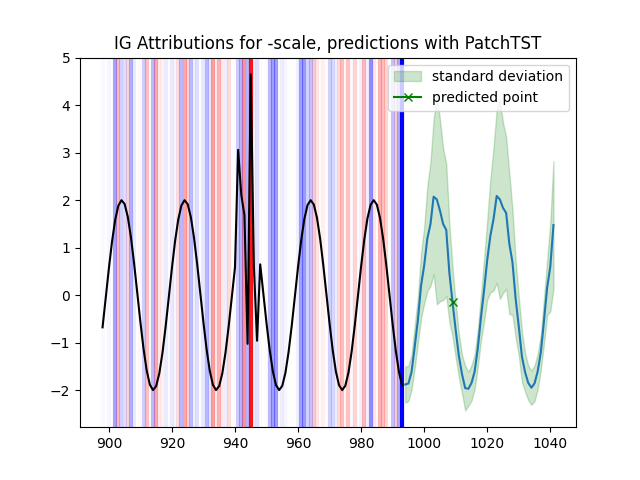 IG Attributions for -scale, predictions with PatchTST
5
4
3
2
1
0
−1
−2
standard deviation
predicted point
900 920 940 960 980 1000 1020 1040